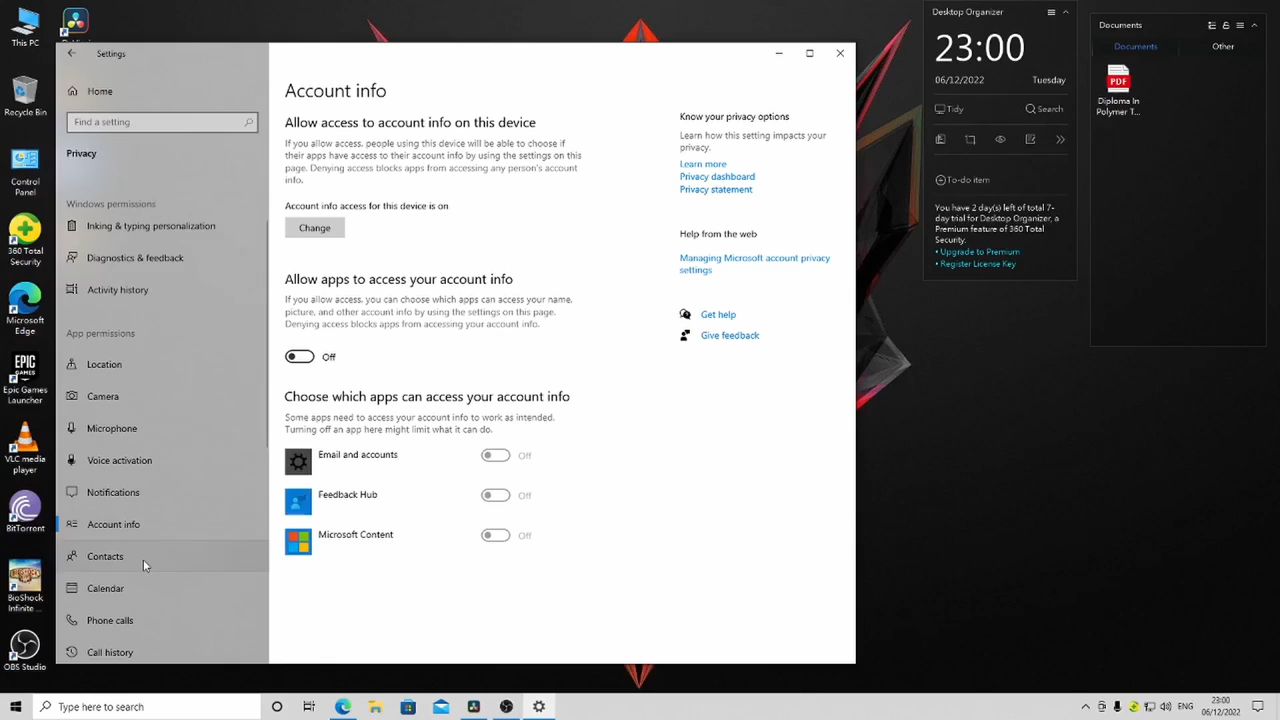 This PC
Recycle Bin
Control
Panel
360 Total
Security
Microsoft
Edge
EPIC
GAMES
Epic Games
Launcher
VLC media
player
BitTorrent
BioShock
Infinite ...
OBS Studio
Settings
Home
Find a setting
Privacy
Windows permissions
Inking & typing personalization
Diagnostics & feedback
Activity history
App permissions
Location
Camera
Microphone
Voice activation
Notifications
Account info
Contacts
Calendar
Phone calls
Call history
Account info
Allow access to account info on this device
If you allow access, people using this device will be able to choose if
their apps have access to their account info by using the settings on this
page. Denying access blocks apps from accessing any person's account
info.
Account info access for this device is on
Change
Allow apps to access your account info
If you allow access, you can choose which apps can access your name,
picture, and other account info by using the settings on this page.
Denying access blocks apps from accessing your account info.
Off
Choose which apps can access your account info
Some apps need to access your account info to work as intended.
Turning off an app here might limit what it can do.
Email and accounts
Off
Feedback Hub
Off
Microsoft Content
Off
Know your privacy options
Learn how this setting impacts your
privacy.
Learn more
Privacy dashboard
Privacy statement
Help from the web
Managing Microsoft account privacy
settings
Get help
Give feedback
Desktop Organizer
23:00
06/12/2022 Tuesday
Tidy Search
To-do item
You have 2 day(s) left of total 7-
day trial for Desktop Organizer, a
Premium feature of 360 Total
Security.
• Upgrade to Premium
• Register License Key
Documents
Documents Other
PDF
Diploma In
Polymer T...
Type here to search
ENG
23:00
06/12/2022